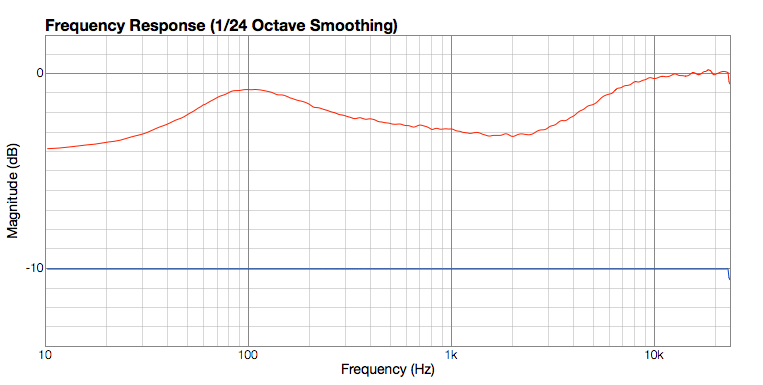 Frequency Response (1/24 Octave Smoothing)
0
Magnitude (dB)
-10
10 100 1k 10k
Frequency (Hz)